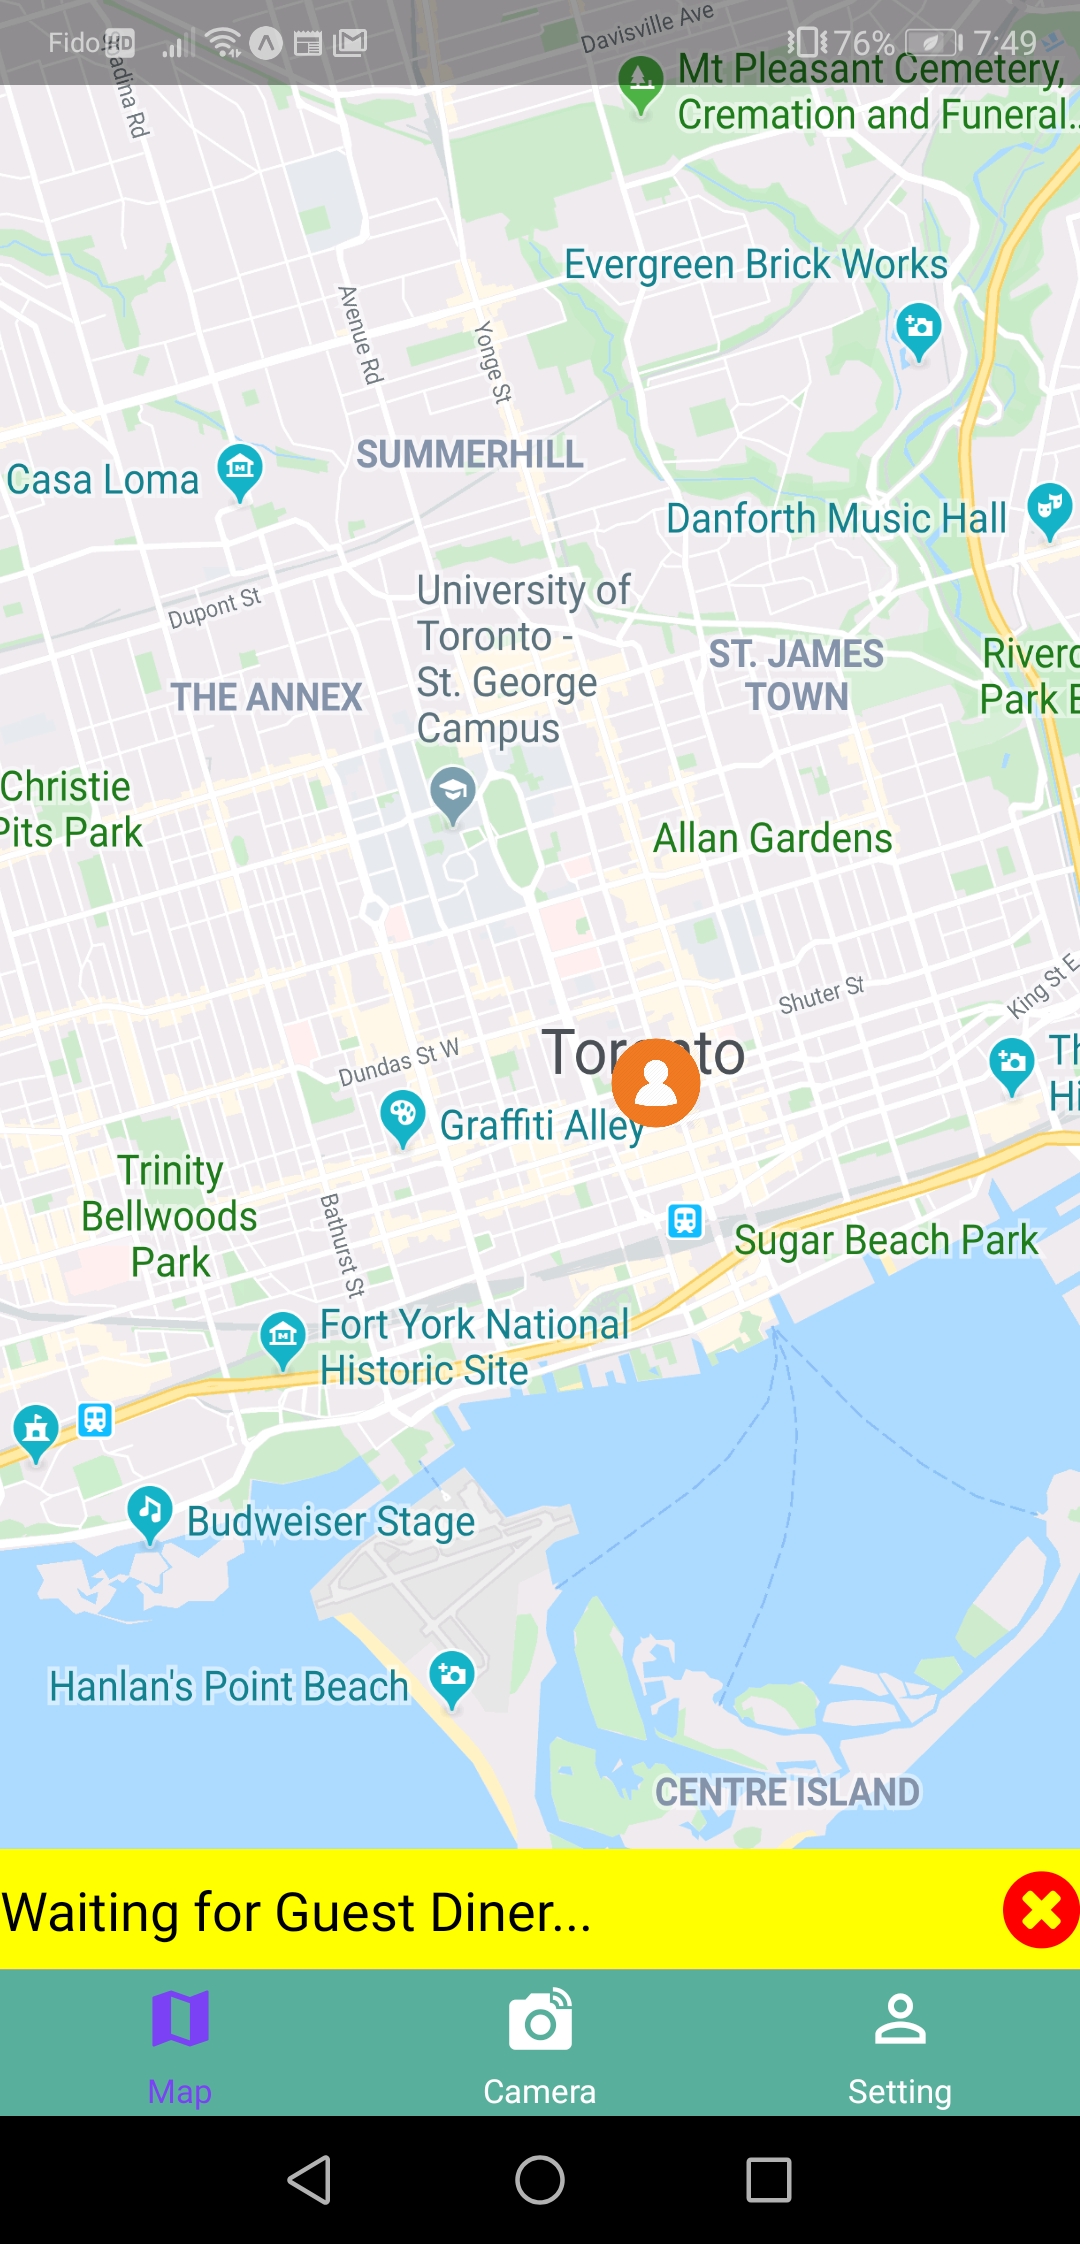 Fido HD 76% 7:49
Davisville Ave
Mt Pleasant Cemetery,
Cremation and Funeral...
adina Rd
Evergreen Brick Works
Avenue Rd
Yonge St
SUMMERHILL
Casa Loma
Danforth Music Hall
University of
Toronto -
St. George
Campus
Dupont St
ST. JAMES
TOWN
Riverd
Park E
THE ANNEX
Christie
Pits Park
Allan Gardens
Shuter St
King St E
Toronto
Dundas St W
Th
Hi
Graffiti Alley
Trinity
Bellwoods
Park
Bathurst St
Sugar Beach Park
Fort York National
Historic Site
Budweiser Stage
Hanlan's Point Beach
CENTRE ISLAND
Waiting for Guest Diner...
Map
Camera
Setting